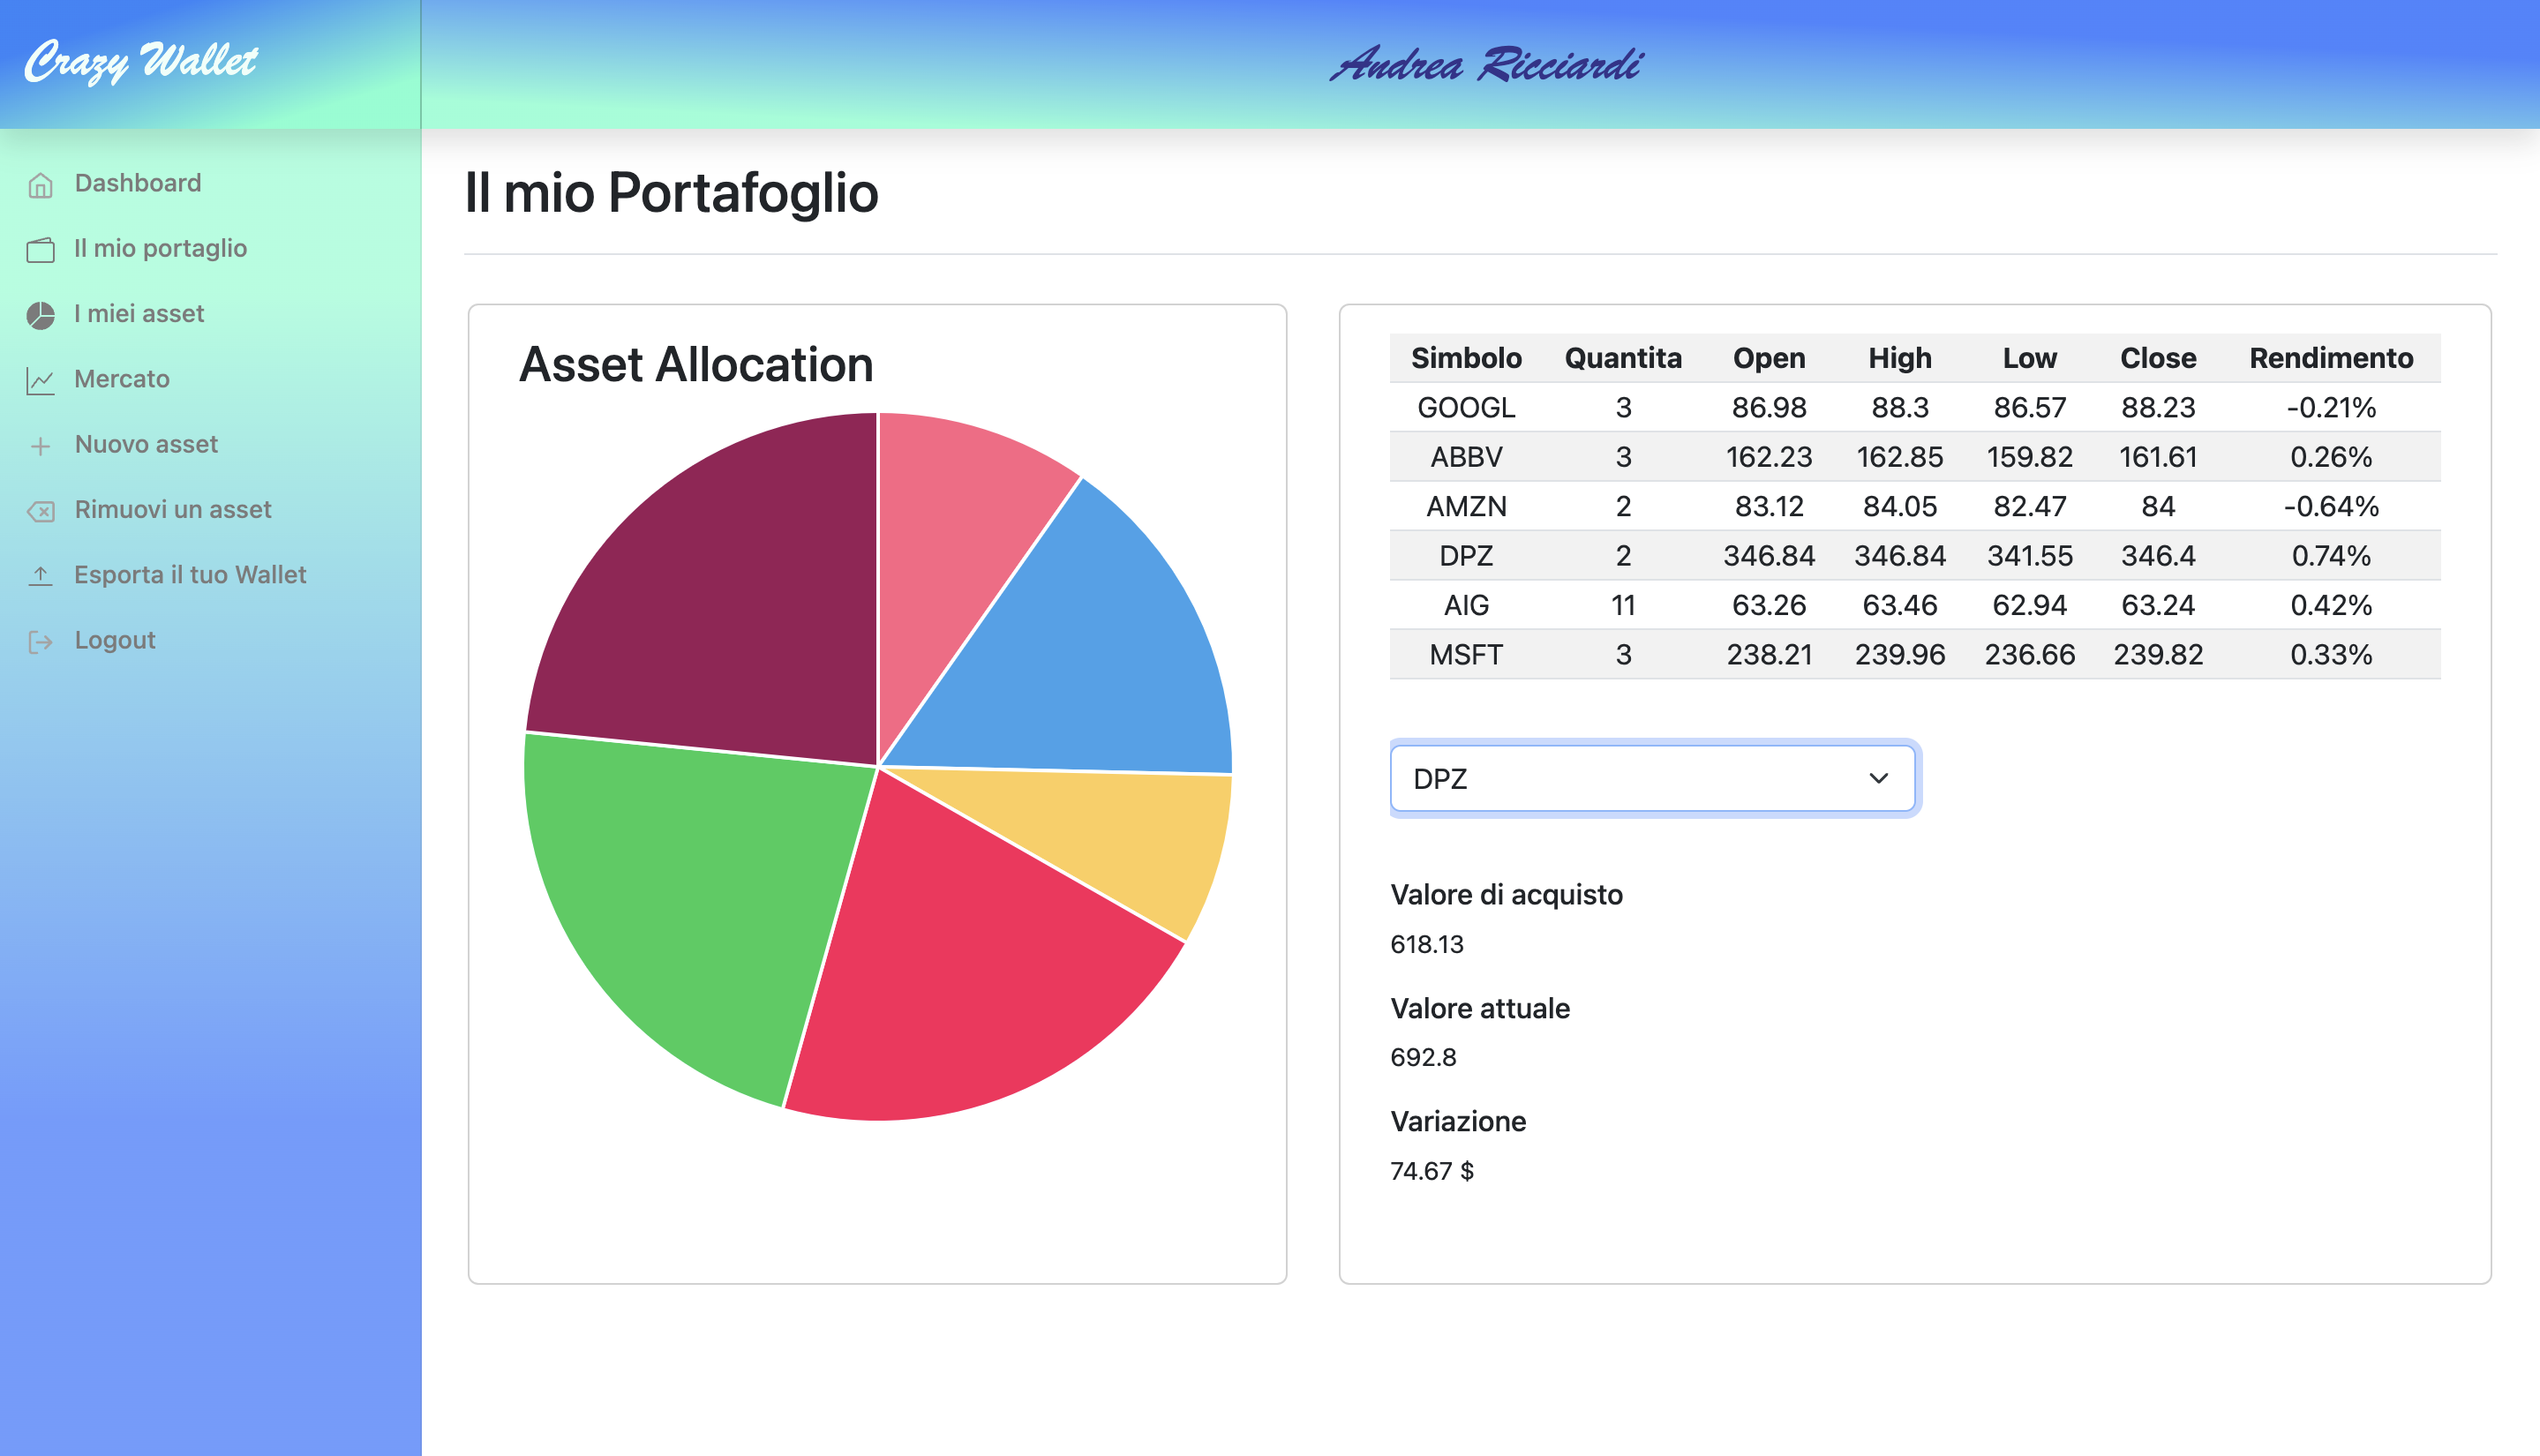 Crazy Wallet
Andrea Ricciardi
Dashboard
Il mio portaglio
I miei asset
Mercato
Nuovo asset
Rimuovi un asset
Esporta il tuo Wallet
Logout
Il mio Portafoglio
Asset Allocation
Simbolo Quantita Open High Low Close Rendimento
GOOGL 3 86.98 88.3 86.57 88.23 -0.21%
ABBV 3 162.23 162.85 159.82 161.61 0.26%
AMZN 2 83.12 84.05 82.47 84 -0.64%
DPZ 2 346.84 346.84 341.55 346.4 0.74%
AIG 11 63.26 63.46 62.94 63.24 0.42%
MSFT 3 238.21 239.96 236.66 239.82 0.33%
DPZ
Valore di acquisto
618.13
Valore attuale
692.8
Variazione
74.67 $